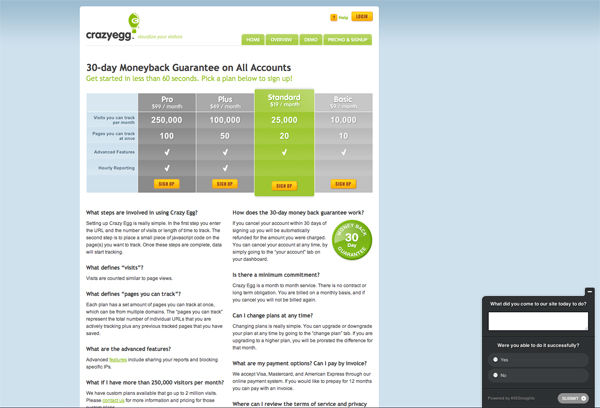 ? Help LOGIN
crazyegg visualize your visitors
HOME OVERVIEW DEMO PRICING & SIGNUP
30-day Moneyback Guarantee on All Accounts
Get started in less than 60 seconds. Pick a plan below to sign up!
Pro Plus Standard Basic
$99 / month $49 / month $19 / month $9 / month
Visits you can track per month 250,000 100,000 25,000 10,000
Pages you can track at once 100 50 20 10
Advanced Features ✓ ✓ ✓ ✓
Hourly Reporting ✓ ✓
SIGN UP SIGN UP SIGN UP SIGN UP
What steps are involved in using Crazy Egg?
Setting up Crazy Egg is really simple. In the first step you enter
the URL and the number of visits or length of time to track. The
second step is to place a small piece of javascript code on the
page(s) you want to track. Once these steps are complete, data
will start tracking.
What defines "visits"?
Visits are counted similar to page views.
What defines "pages you can track"?
Each plan has a set amount of pages you can track at once,
which can be from multiple domains. The "pages you can track"
represent the total number of individual URLs that you are
actively tracking plus any previous tracked pages that you have
saved.
What are the advanced features?
Advanced features include sharing your reports and blocking
specific IPs.
What if I have more than 250,000 visitors per month?
We have custom plans available that go up to 2 million visits.
Please contact us for more information and pricing for those
How does the 30-day money back guarantee work?
If you cancel your account within 30 days of
signing up you will be automatically
refunded for the amount you were charged.
You can cancel your account at any time, by
simply going to the "your account" tab on
your dashboard.
MONEY BACK
30
Day
GUARANTEE
Is there a minimum commitment?
Crazy Egg is a month to month service. There is no contract or
long term obligation. You are billed on a monthly basis, and if
you cancel you will not be billed again.
Can I change plans at any time?
Changing plans is really simple. You can upgrade or downgrade
your plan at any time by going to the "change plan" tab. If you are
upgrading to a higher plan, you will be prorated the difference for
that month.
What are my payment options? Can I pay by invoice?
We accept Visa, Mastercard, and American Express through our
online payment system. If you would like to prepay for 12 months
you can pay with an invoice.
Where can I review the terms of service and privacy
What did you come to our site today to do?
Were you able to do it successfully?
Yes
No
Powered by KISSinsights SUBMIT